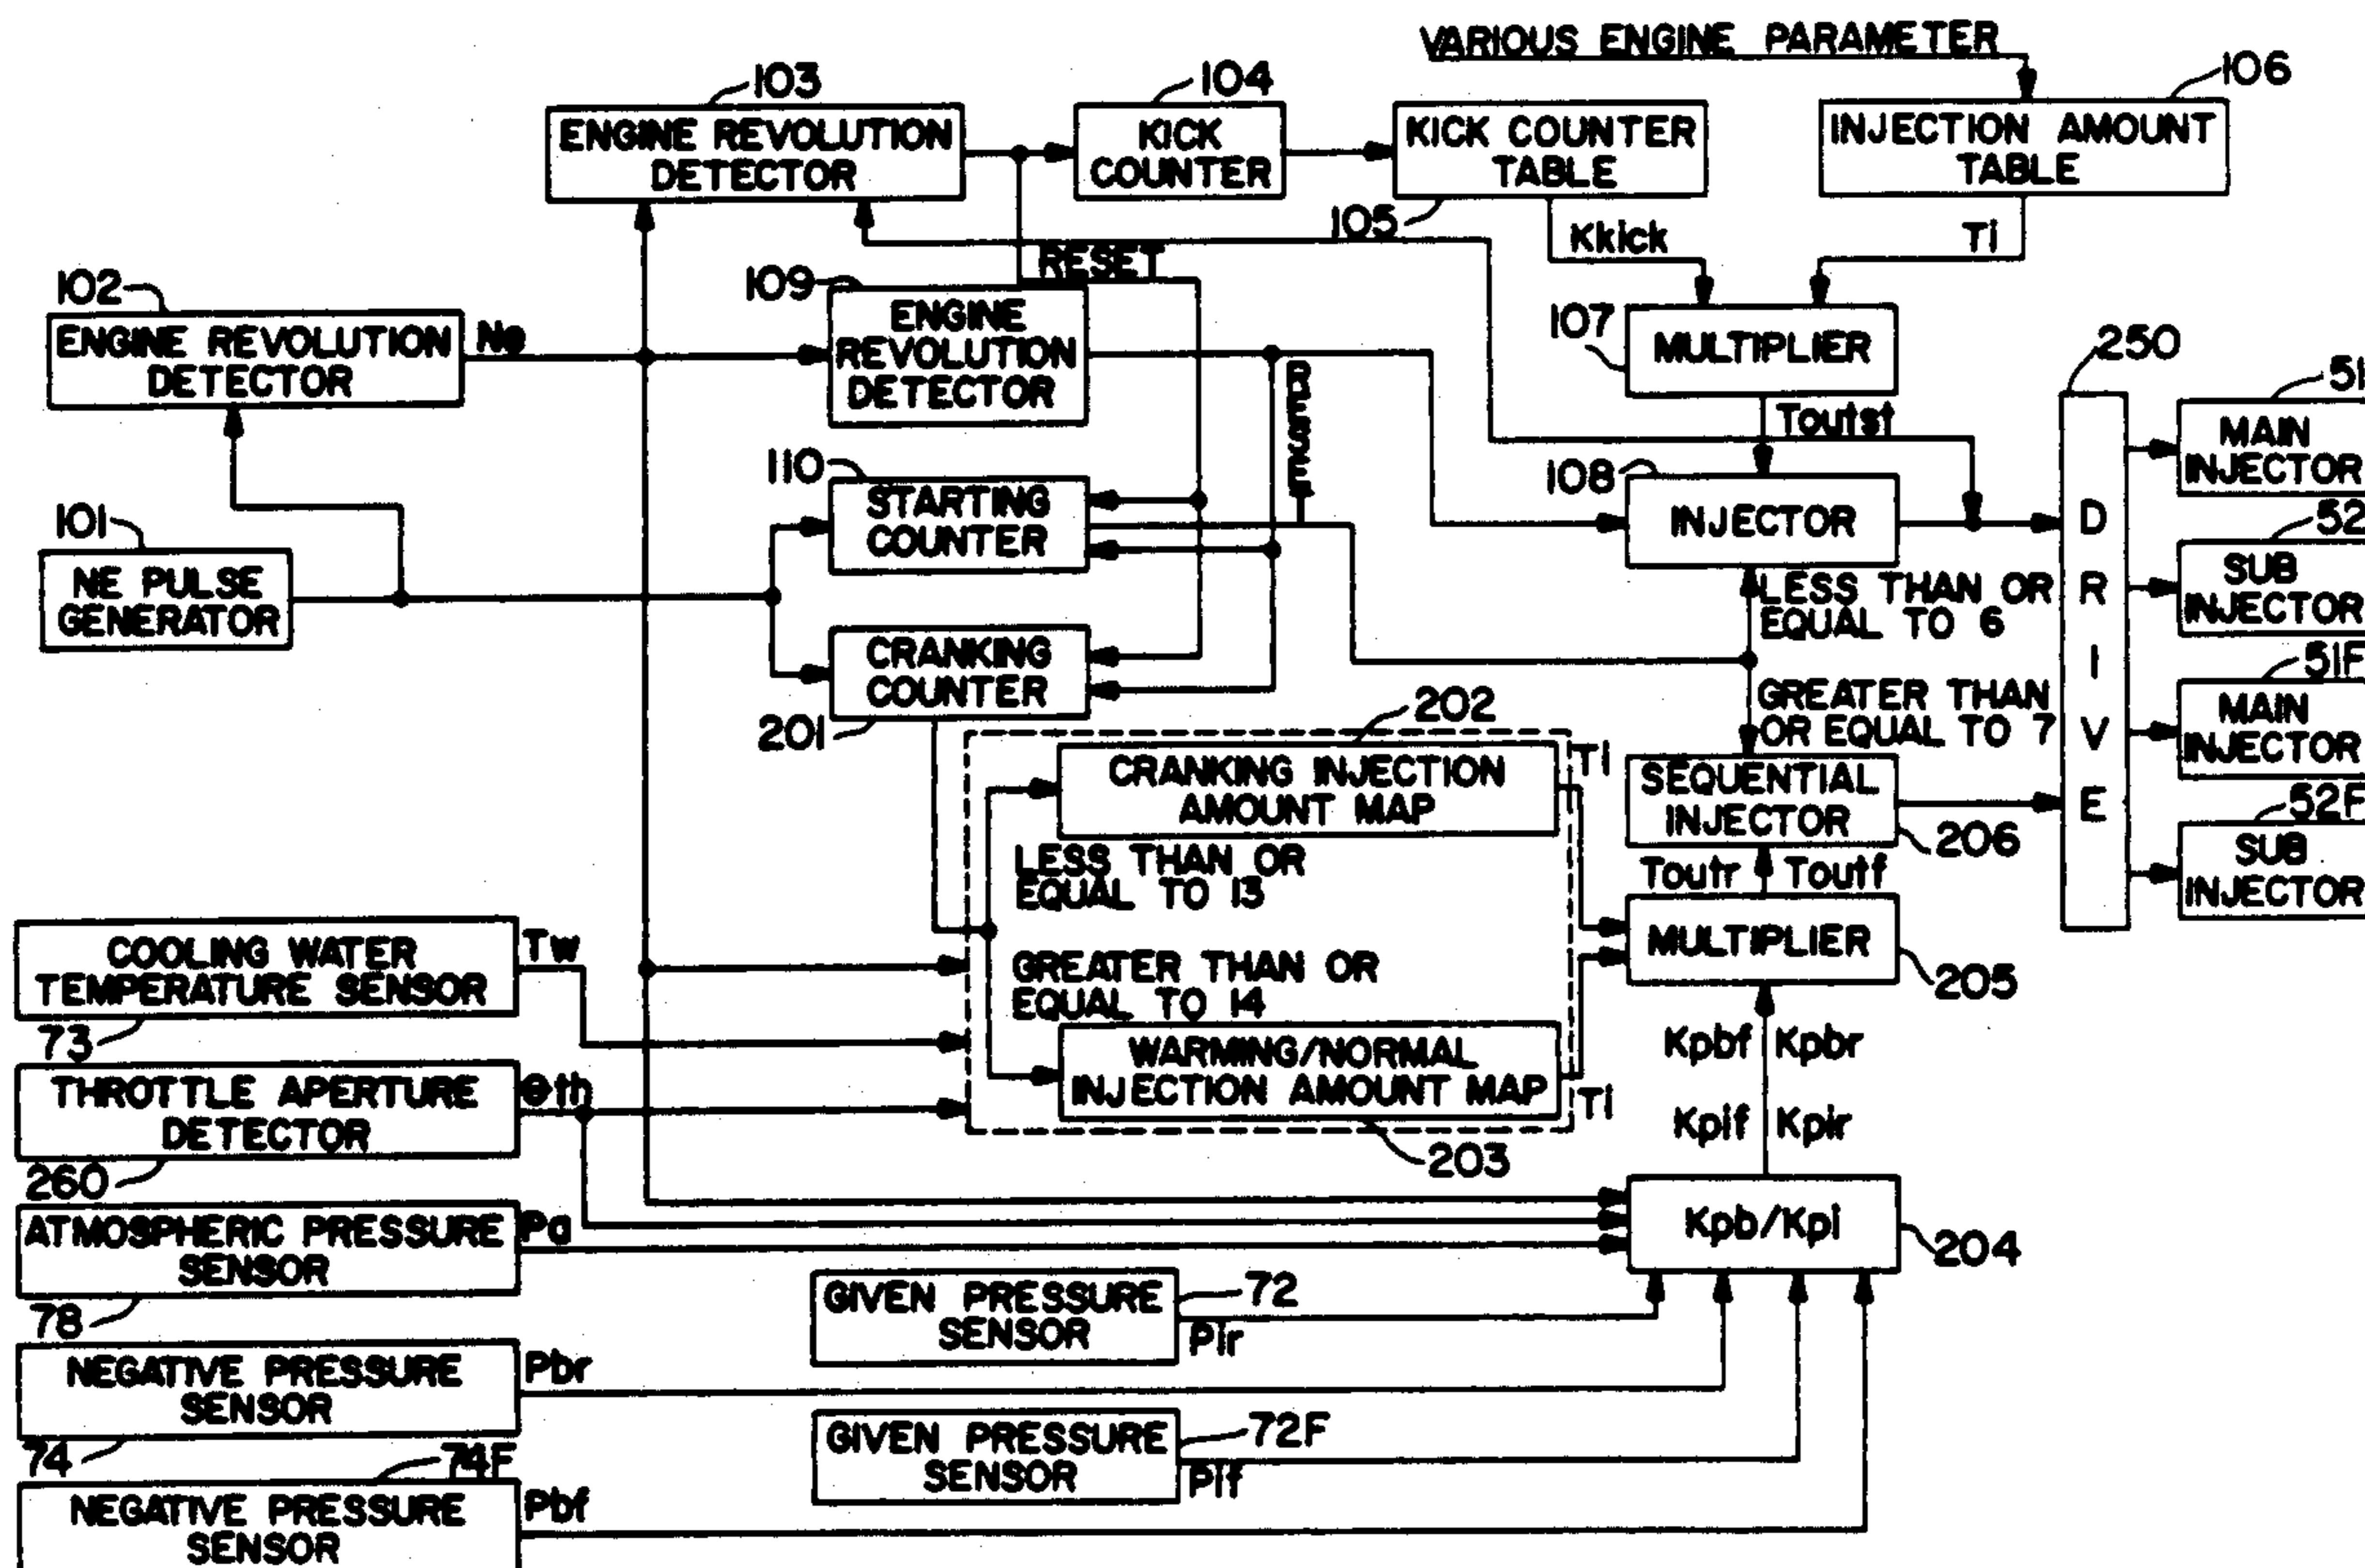 VARIOUS ENGINE PARAMETER
103
104
106
ENGINE REVOLUTION
DETECTOR
KICK
COUNTER
KICK COUNTER
TABLE
INJECTION AMOUNT
TABLE
105
Kkick
Ti
RESET
102
109
ENGINE REVOLUTION
DETECTOR
Ne
ENGINE
REVOLUTION
DETECTOR
107
MULTIPLIER
250
51
MAIN
INJECTOR
RESET
Toutst
110
108
STARTING
COUNTER
INJECTOR
52
SUB
INJECTOR
101
NE PULSE
GENERATOR
LESS THAN OR
EQUAL TO 6
DRIVE
CRANKING
COUNTER
201
51F
MAIN
INJECTOR
GREATER THAN
OR EQUAL TO 7
202
CRANKING INJECTION
AMOUNT MAP
Ti
SEQUENTIAL
INJECTOR
206
52F
SUB
INJECTOR
LESS THAN OR
EQUAL TO 13
Toutr
Toutf
COOLING WATER
TEMPERATURE SENSOR
Tw
73
GREATER THAN OR
EQUAL TO 14
MULTIPLIER
205
THROTTLE APERTURE
DETECTOR
θth
260
WARMING/NORMAL
INJECTION AMOUNT MAP
Ti
203
Kpbf
Kpbr
Kpif
Kpir
ATMOSPHERIC PRESSURE
SENSOR
Pa
78
Kpb/Kpi
204
GIVEN PRESSURE
SENSOR
72
Pir
NEGATIVE PRESSURE
SENSOR
Pbr
74
GIVEN PRESSURE
SENSOR
72F
Pif
74F
NEGATIVE PRESSURE
SENSOR
Pbf